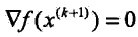 ∇f(x^{(k+1)}) = 0